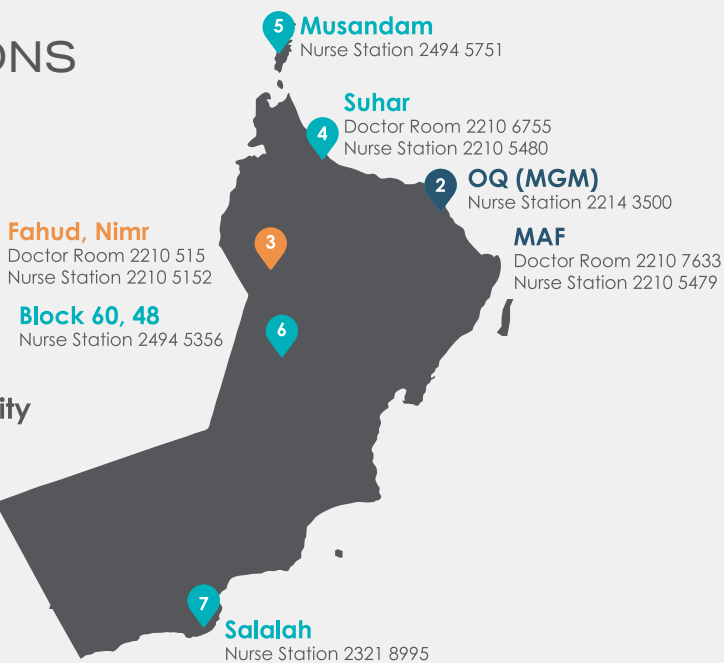 ONS
5
Musandam
Nurse Station 2494 5751
Suhar
Doctor Room 2210 6755
Nurse Station 2210 5480
4
2
OQ (MGM)
Nurse Station 2214 3500
MAF
Doctor Room 2210 7633
Nurse Station 2210 5479
Fahud, Nimr
Doctor Room 2210 515
Nurse Station 2210 5152
3
Block 60, 48
Nurse Station 2494 5356
6
ity
7
Salalah
Nurse Station 2321 8995